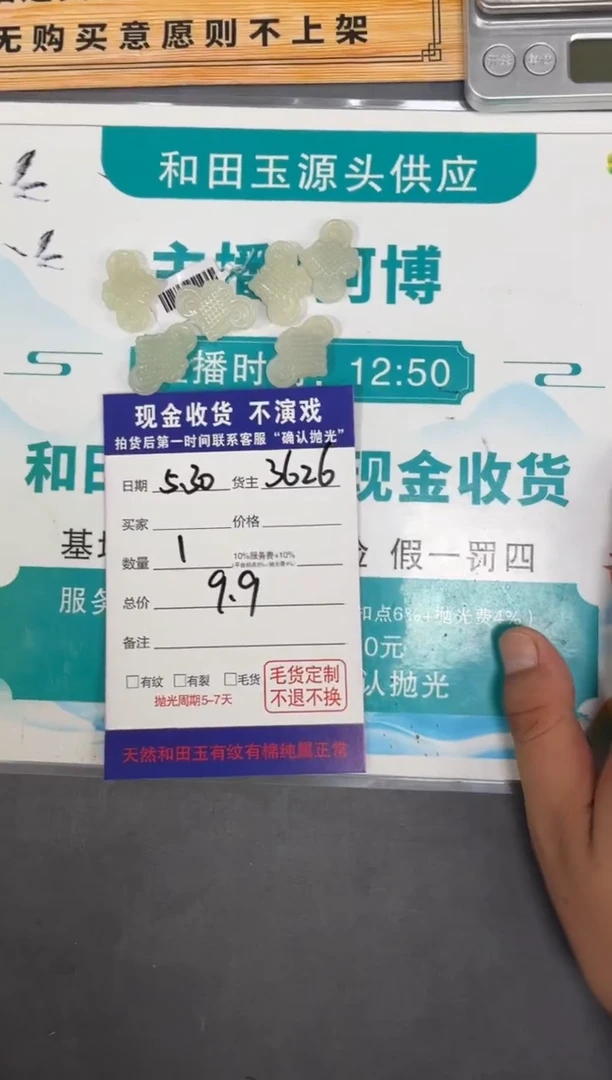 无购买意愿则不上架
和田玉源头供应
主播 阿博
播时 12:50
现金收货 不演戏
拍货后第一时间联系客服“确认抛光”
日期 5.30 货主 3626
和田 现金收货
买家 价格
基 假一罚四
数量 1 10%服务费+10%
总价 9.9
服务 扣点6%+抛光费4%)
0元
备注
□有纹 □有裂 □毛货
毛货定制
不退不换
认抛光
抛光周期5-7天
天然和田玉有纹有棉纯属正常